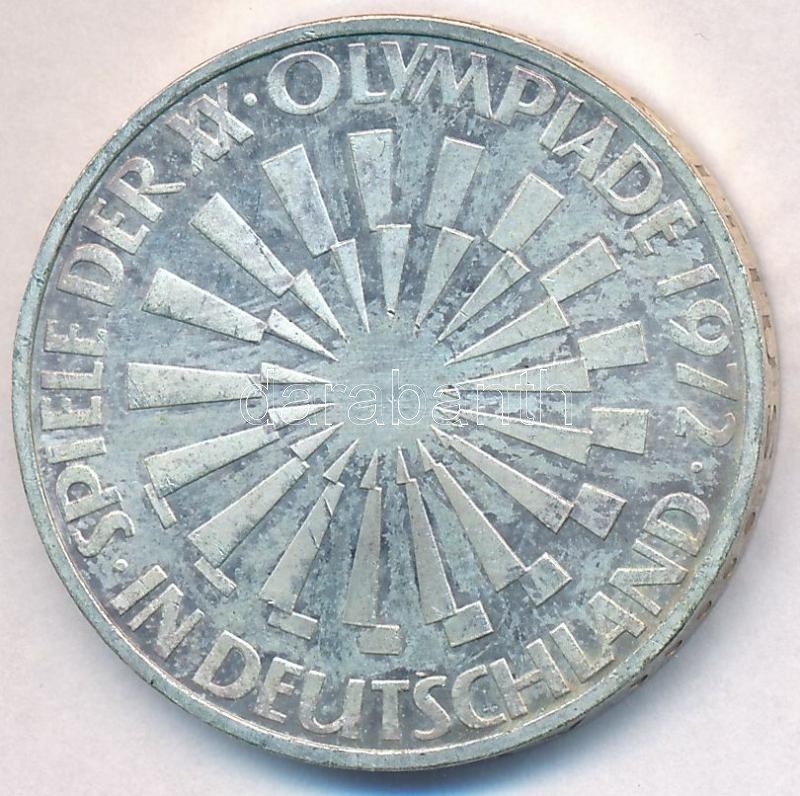 · SPIELE DER XX · OLYMPIADE 1972 · IN DEUTSCHLAND
darabanth